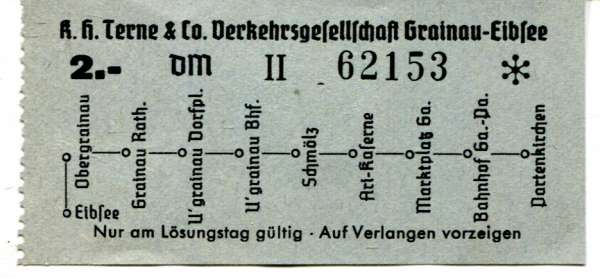 K. H. Terne & Co. Verkehrsgesellschaft Grainau-Eibsee
2.- DM II 62153 *
Obergrainau
Grainau Rath.
U'grainau Dorfpl.
U'grainau Bhf.
Schmölz
Art-Kaserne
Marktplatz Ga.
Bahnhof Ga.-Pa.
Partenkirchen
Eibsee
Nur am Lösungstag gültig · Auf Verlangen vorzeigen